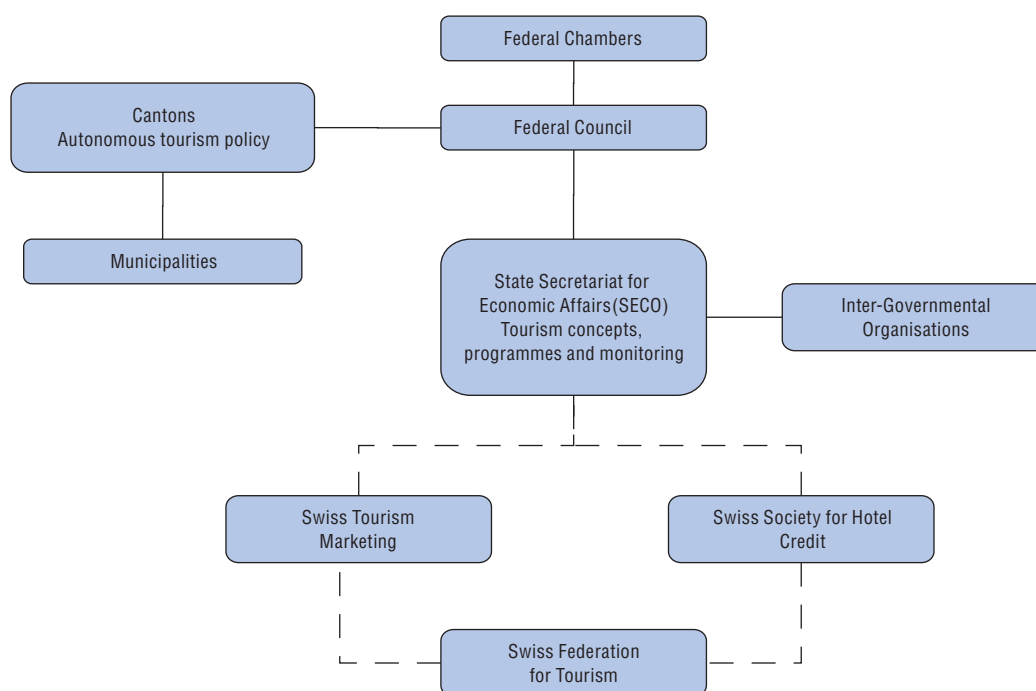 Federal Chambers
Cantons
Autonomous tourism policy
Federal Council
Municipalities
State Secretariat for
Economic Affairs(SECO)
Tourism concepts,
programmes and monitoring
Inter-Governmental
Organisations
Swiss Tourism
Marketing
Swiss Society for Hotel
Credit
Swiss Federation
for Tourism